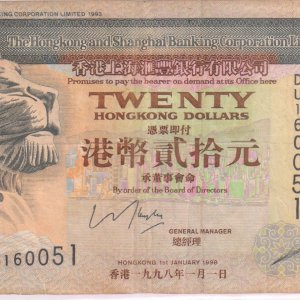 KING CORPORATION LIMITED 1993
The Hongkong and Shanghai Banking Corporation Li
香港上海滙豐銀行有限公司
Promises to pay the bearer on demand at its Office here
TWENTY
HONGKONG DOLLARS
憑票即付
港幣貳拾元
承董事會命
By order of the Board of Directors
GENERAL MANAGER
總經理
160051
HONGKONG 1st JANUARY 1998
香港一九九八年一月一日